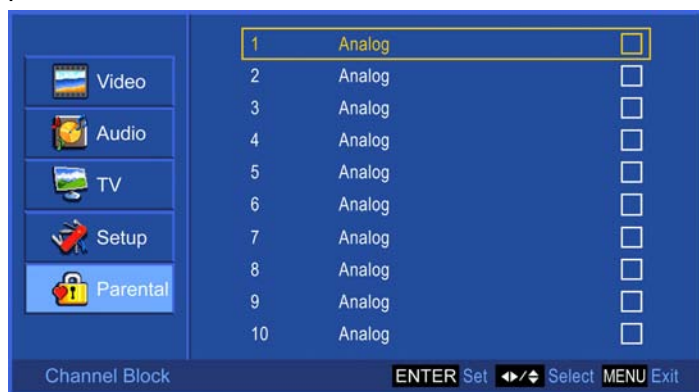 Video
Audio
TV
Setup
Parental
1 Analog
2 Analog
3 Analog
4 Analog
5 Analog
6 Analog
7 Analog
8 Analog
9 Analog
10 Analog
Channel Block
ENTER Set Select MENU Exit